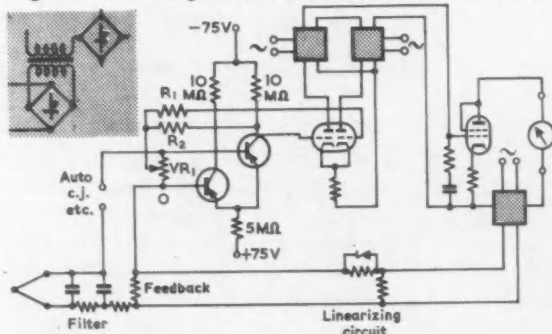 −75V
10 MΩ
10 MΩ
R1
R2
VR1
Auto
c.j.
etc.
5MΩ
+75V
Feedback
Filter
Linearizing
circuit